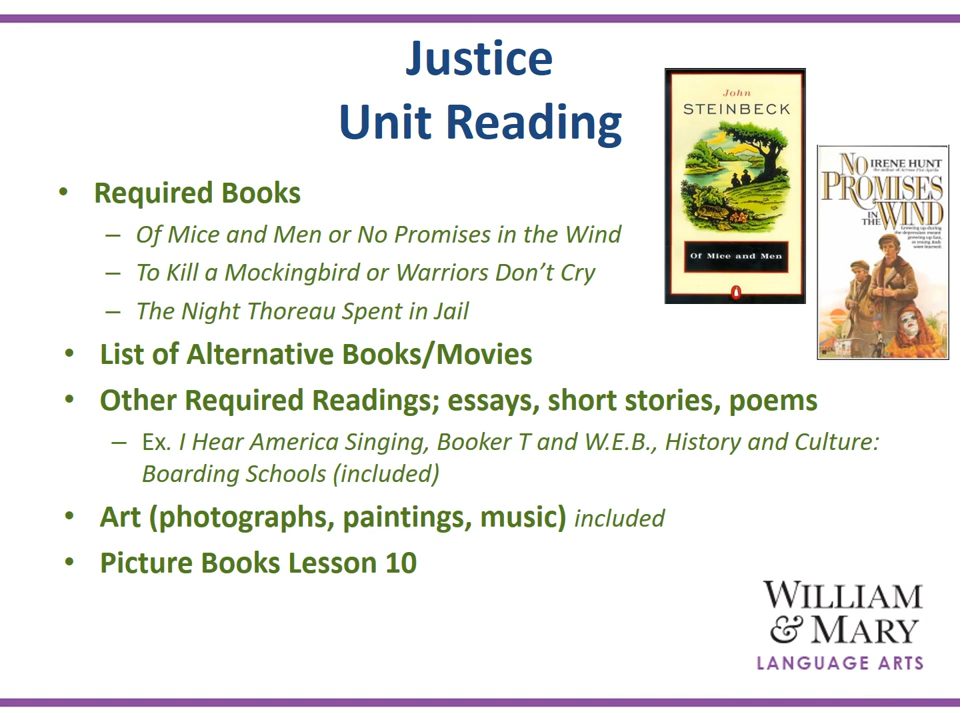 Justice
Unit Reading
• Required Books
– Of Mice and Men or No Promises in the Wind
– To Kill a Mockingbird or Warriors Don’t Cry
– The Night Thoreau Spent in Jail
• List of Alternative Books/Movies
• Other Required Readings; essays, short stories, poems
– Ex. I Hear America Singing, Booker T and W.E.B., History and Culture:
Boarding Schools (included)
• Art (photographs, paintings, music) included
• Picture Books Lesson 10
John
STEINBECK
Of Mice and Men
IRENE HUNT
NO
PROMISES
IN THE
WIND
WILLIAM
& MARY
LANGUAGE ARTS